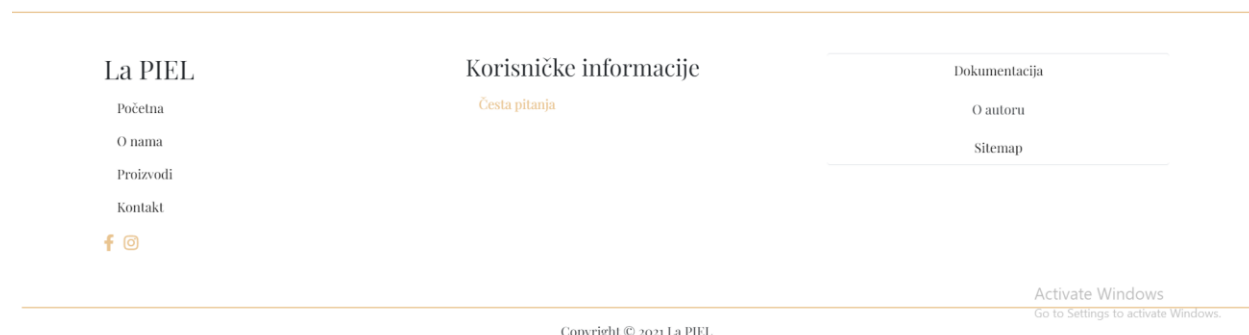 La PIEL
Početna
O nama
Proizvodi
Kontakt
Korisničke informacije
Česta pitanja
Dokumentacija
O autoru
Sitemap
Activate Windows
Go to Settings to activate Windows.
Copyright © 2021 La PIEL